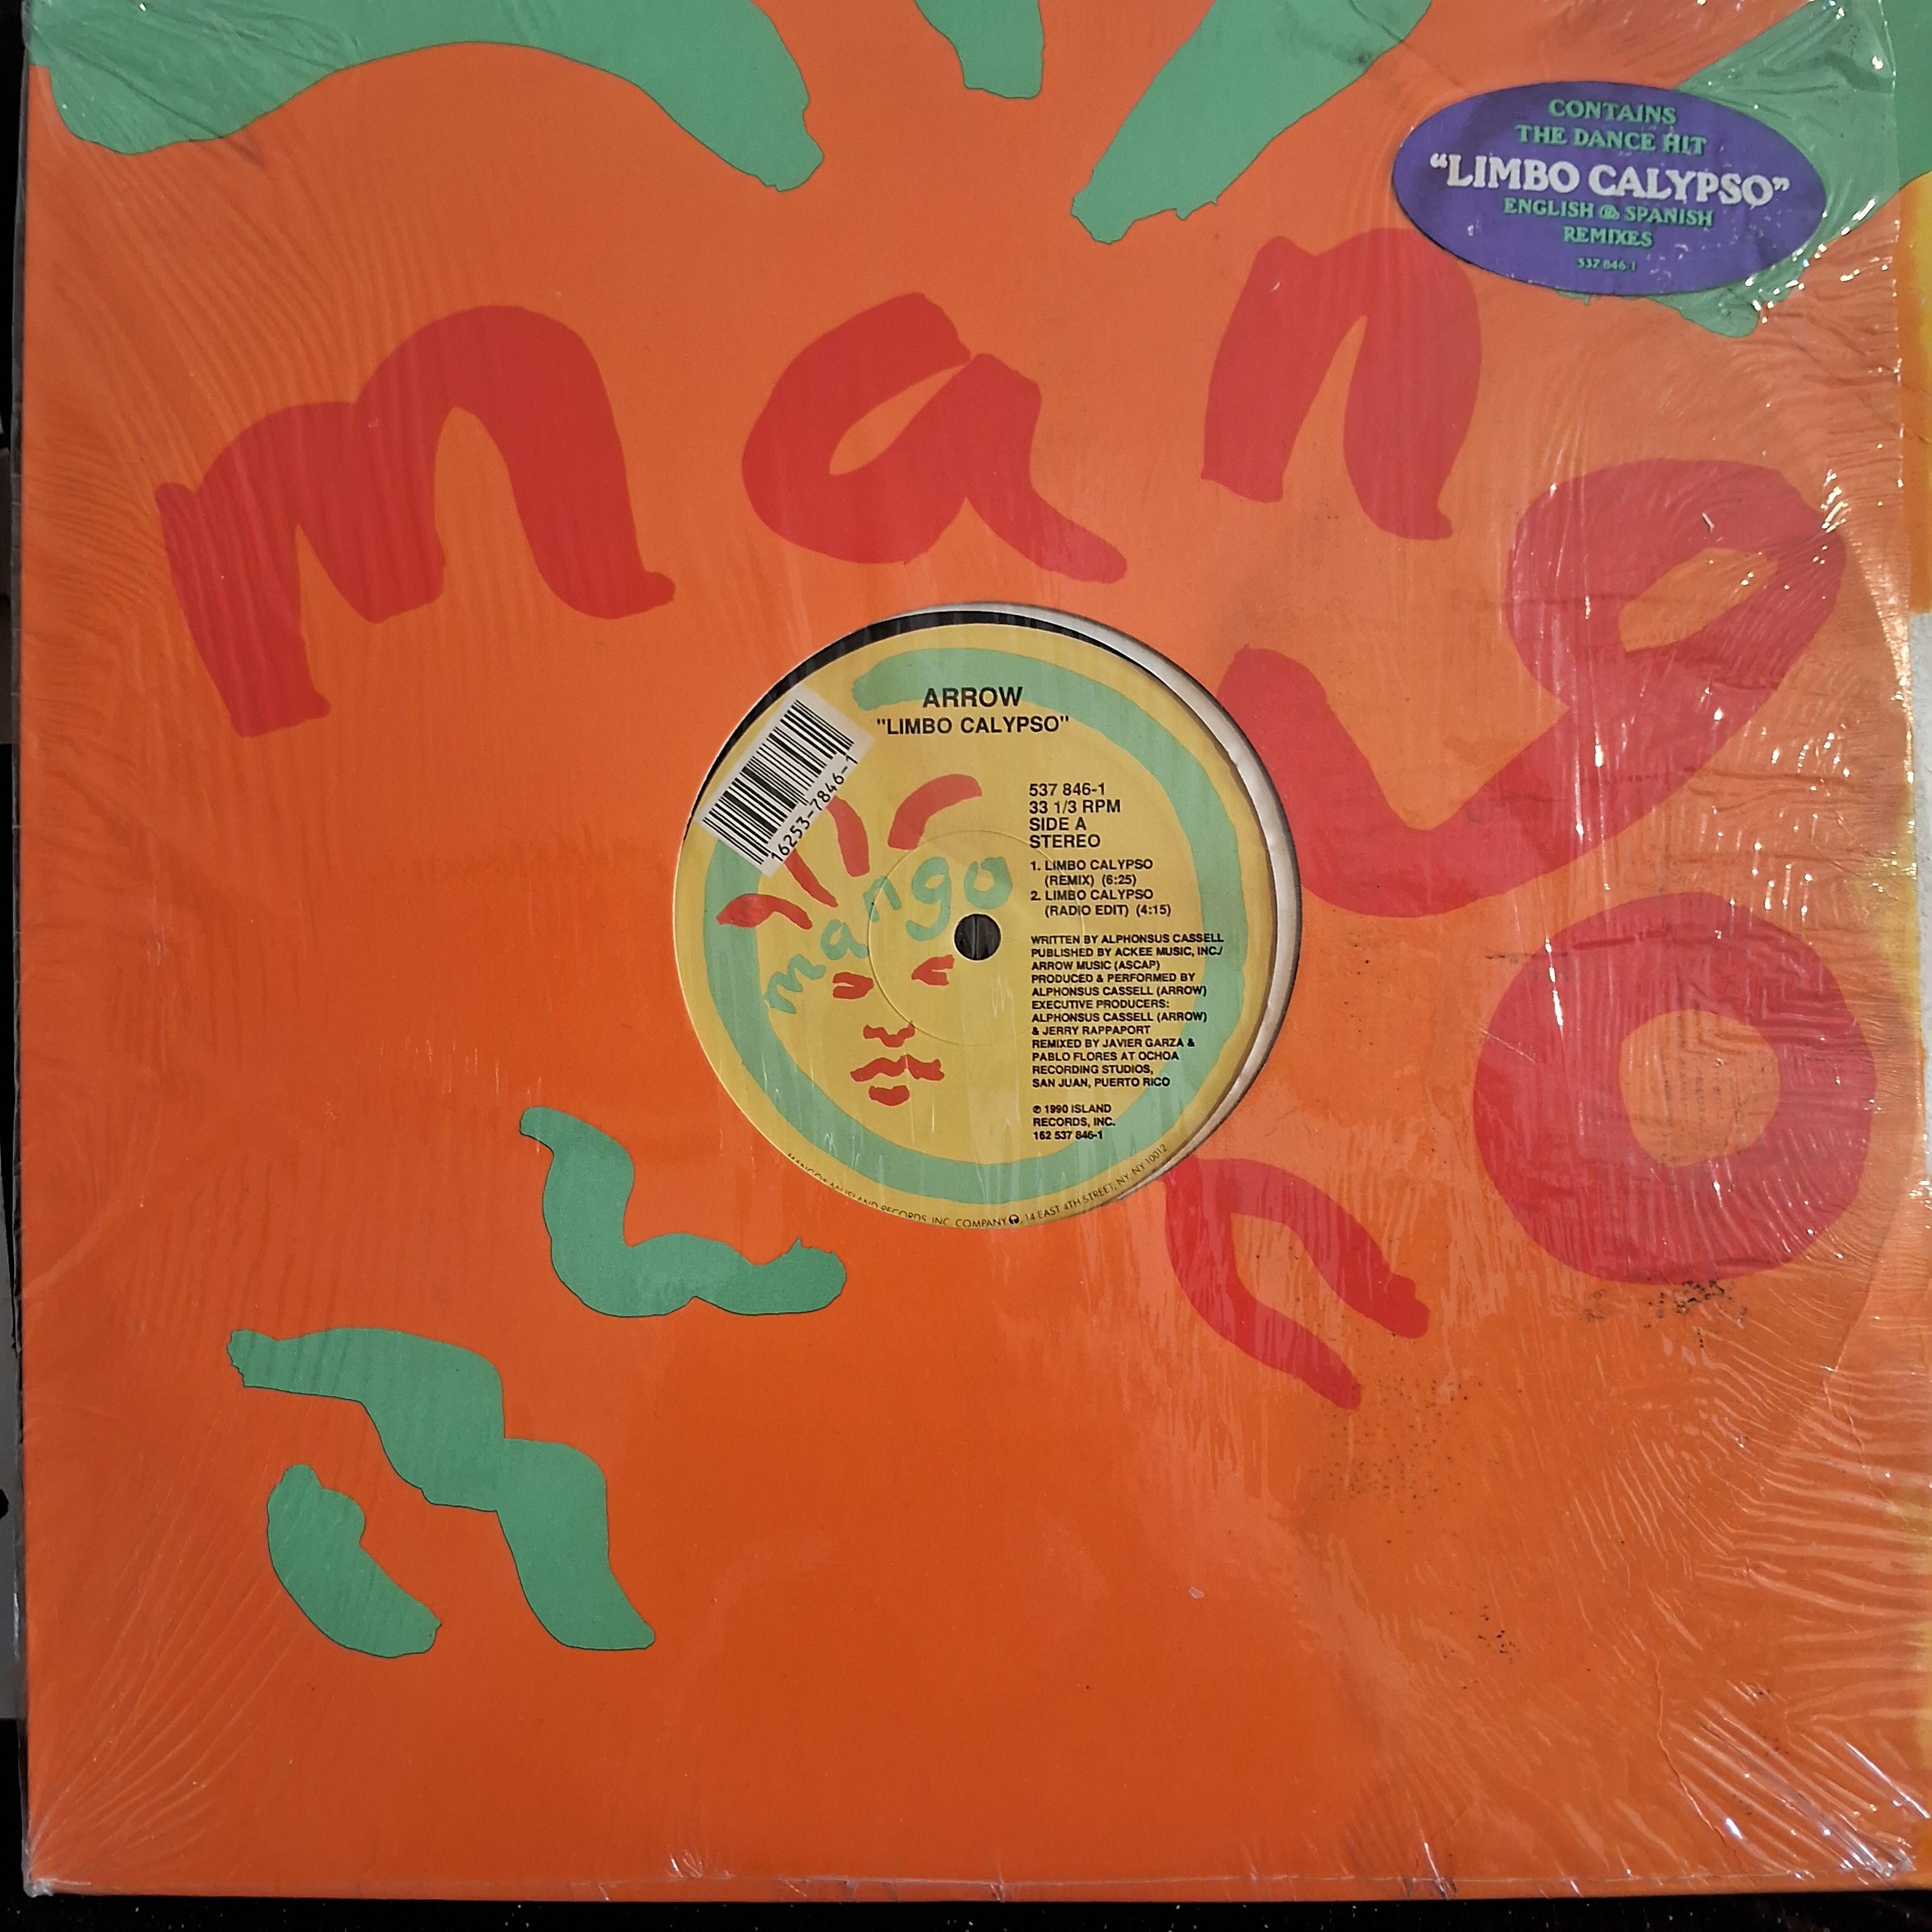 CONTAINS
THE DANCE HIT
"LIMBO CALYPSO"
ENGLISH & SPANISH
REMIXES
537 846-1
mango
ARROW
"LIMBO CALYPSO"
16253-7846-1
537 846-1
33 1/3 RPM
SIDE A
STEREO
1. LIMBO CALYPSO
(REMIX) (6:25)
2. LIMBO CALYPSO
(RADIO EDIT) (4:15)
mango
WRITTEN BY ALPHONSUS CASSELL
PUBLISHED BY ACKEE MUSIC, INC./
ARROW MUSIC (ASCAP)
PRODUCED & PERFORMED BY
ALPHONSUS CASSELL (ARROW)
EXECUTIVE PRODUCERS:
ALPHONSUS CASSELL (ARROW)
& JERRY RAPPAPORT
REMIXED BY JAVIER GARZA &
PABLO FLORES AT OCHOA
RECORDING STUDIOS,
SAN JUAN, PUERTO RICO
℗ 1990 ISLAND
RECORDS, INC.
162 537 846-1
RECORDS, INC. COMPANY, 14 EAST 4TH STREET, NY, NY 10012